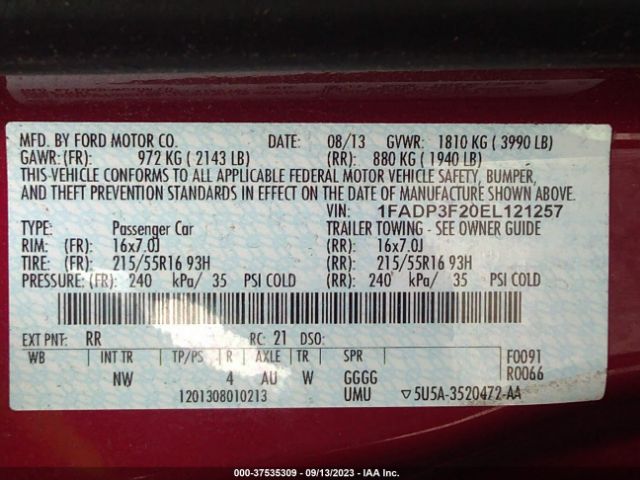 MFD. BY FORD MOTOR CO. DATE: 08/13 GVWR: 1810 KG ( 3990 LB)
GAWR:(FR): 972 KG ( 2143 LB) (RR): 880 KG ( 1940 LB)
THIS VEHICLE CONFORMS TO ALL APPLICABLE FEDERAL MOTOR VEHICLE SAFETY, BUMPER,
AND THEFT PREVENTION STANDARDS IN EFFECT ON THE DATE OF MANUFACTURE SHOWN ABOVE.
VIN: 1FADP3F20EL121257
TYPE: Passenger Car TRAILER TOWING - SEE OWNER GUIDE
RIM: (FR): 16x7.0J (RR): 16x7.0J
TIRE: (FR): 215/55R16 93H (RR): 215/55R16 93H
PRESSURE:(FR): 240 kPa/ 35 PSI COLD (RR): 240 kPa/ 35 PSI COLD
EXT PNT: RR RC: 21 DSO:
WB INT TR TP/PS R AXLE TR SPR F0091
NW 4 AU W GGGG R0066
1201308010213 UMU ▽5U5A-3520472-AA
000-37535309 - 09/13/2023 - IAA Inc.